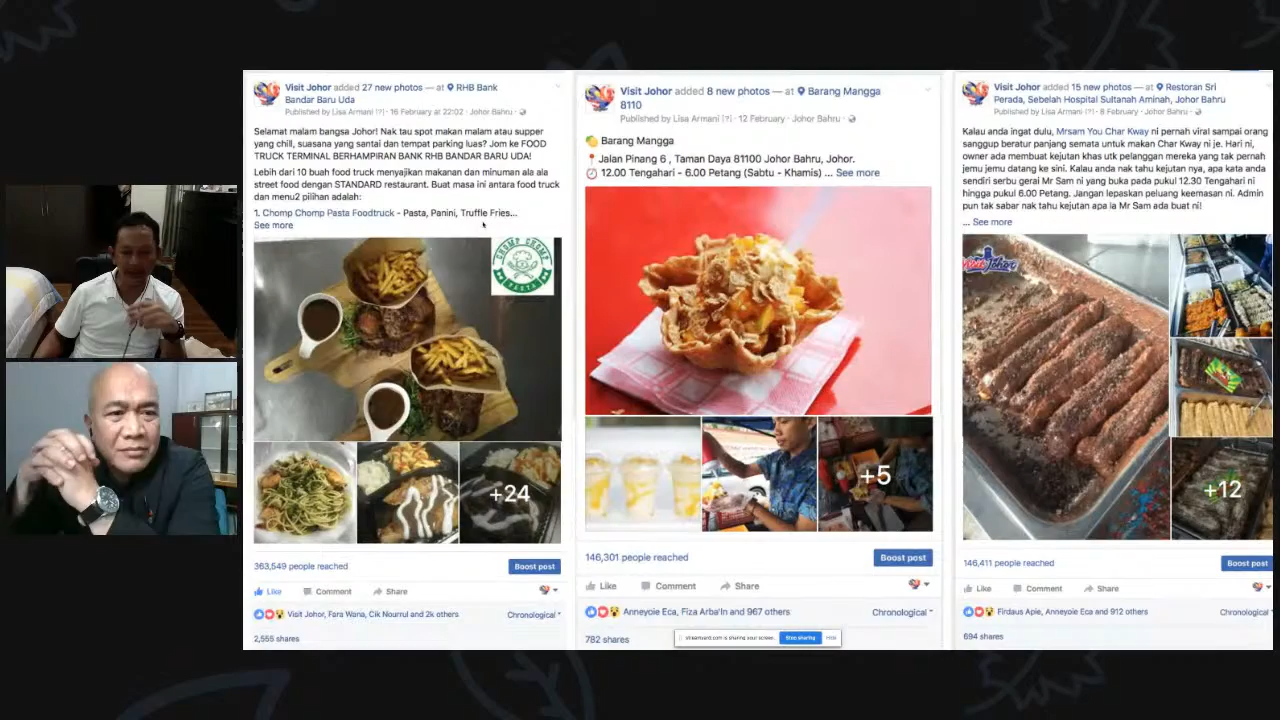 Visit Johor added 27 new photos — at RHB Bank
Bandar Baru Uda
Published by Lisa Armani [?] · 16 February at 22:02 · Johor Bahru ·
Selamat malam bangsa Johor! Nak tau spot makan malam atau supper
yang chill, suasana yang santai dan tempat parking luas? Jom ke FOOD
TRUCK TERMINAL BERHAMPIRAN BANK RHB BANDAR BARU UDA!
Lebih dari 10 buah food truck menyajikan makanan dan minuman ala ala
street food dengan STANDARD restaurant. Buat masa ini antara food truck
dan menu2 pilihan adalah:
1. Chomp Chomp Pasta Foodtruck - Pasta, Panini, Truffle Fries...
See more
CHOMP CHOMP
PASTA
+24
363,549 people reached
Boost post
Like Comment Share
Visit Johor, Fara Wana, Cik Nourrul and 2k others
Chronological
2,555 shares
Visit Johor added 8 new photos — at Barang Mangga
8110
Published by Lisa Armani [?] · 12 February · Johor Bahru ·
Barang Mangga
Jalan Pinang 6 , Taman Daya 81100 Johor Bahru, Johor.
12.00 Tengahari - 6.00 Petang (Sabtu - Khamis) ... See more
+5
146,301 people reached
Boost post
Like Comment Share
Anneyoie Eca, Fiza Arba'In and 967 others
Chronological
782 shares
streamyard.com is sharing your screen.
Stop sharing
Hide
Visit Johor added 15 new photos — at Restoran Sri
Perada, Sebelah Hospital Sultanah Aminah, Johor Bahru
Published by Lisa Armani [?] · 8 February · Johor Bahru ·
Kalau anda ingat dulu, Mrsam You Char Kway ni pernah viral sampai orang
sanggup beratur panjang semata untuk makan Char Kway ni je. Hari ni,
owner ada membuat kejutan khas utk pelanggan mereka yang tak pernah
jemu jemu datang ke sini. Kalau nak tahu kejutan nya, apa kata anda
sendiri serbu gerai Mr Sam ni yang buka pada pukul 12.30 Tengahari ni
hingga pukul 6.00 Petang. Jangan lepaskan peluang keemasan ni. Admin
pun tak sabar nak tahu kejutan apa la Mr Sam ada buat ni!
... See more
Visit Johor
+12
146,411 people reached
Boost post
Like Comment Share
Firdaus Apie, Anneyoie Eca and 912 others
Chronological
694 shares